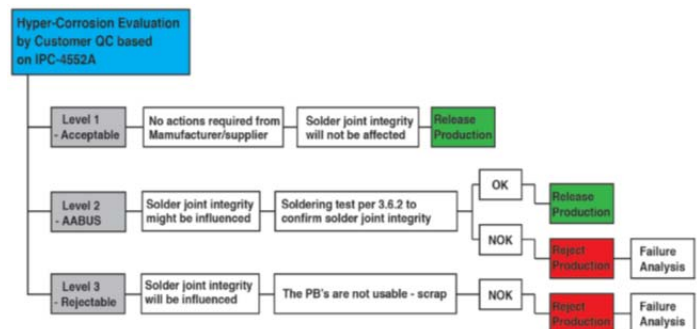 Hyper-Corrosion Evaluation
by Customer QC based
on IPC-4552A
Level 1
- Acceptable
No actions required from
Mamufacturer/supplier
Solder joint integrity
will not be affected
Release
Production
Level 2
- AABUS
Solder joint integrity
might be influenced
Soldering test per 3.6.2 to
confirm solder joint integrity
OK
Release
Production
NOK
Reject
Production
Failure
Analysis
Level 3
- Rejectable
Solder joint integrity
will be influenced
The PB's are not usable - scrap
NOK
Reject
Production
Failure
Analysis